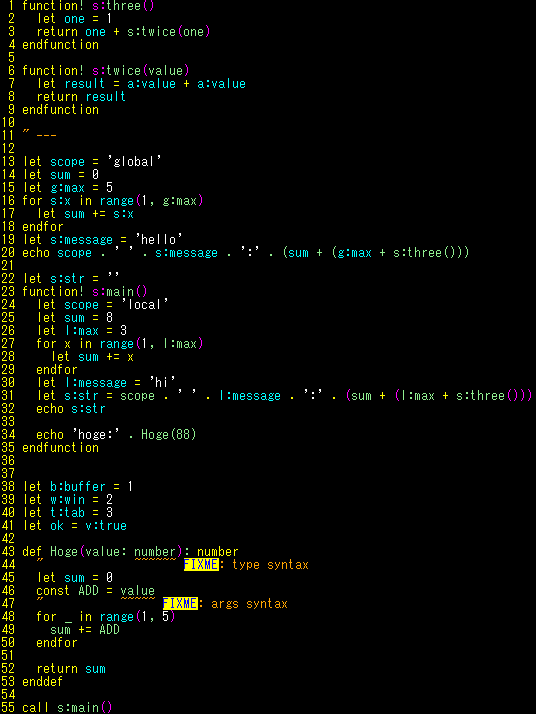 1 function! s:three()
2   let one = 1
3   return one + s:twice(one)
4 endfunction
5
6 function! s:twice(value)
7   let result = a:value + a:value
8   return result
9 endfunction
10
11 " ---
12
13 let scope = 'global'
14 let sum = 0
15 let g:max = 5
16 for s:x in range(1, g:max)
17   let sum += s:x
18 endfor
19 let s:message = 'hello'
20 echo scope . ' ' . s:message . ':' . (sum + (g:max + s:three()))
21
22 let s:str = ''
23 function! s:main()
24   let scope = 'local'
25   let sum = 8
26   let l:max = 3
27   for x in range(1, l:max)
28     let sum += x
29   endfor
30   let l:message = 'hi'
31   let s:str = scope . ' ' . l:message . ':' . (sum + (l:max + s:three()))
32   echo s:str
33
34   echo 'hoge:' . Hoge(88)
35 endfunction
36
37
38 let b:buffer = 1
39 let w:win = 2
40 let t:tab = 3
41 let ok = v:true
42
43 def Hoge(value: number): number
44   "                    FIXME: type syntax
45   let sum = 0
46   const ADD = value
47   "                 FIXME: args syntax
48   for _ in range(1, 5)
49     sum += ADD
50   endfor
51
52   return sum
53 enddef
54
55 call s:main()